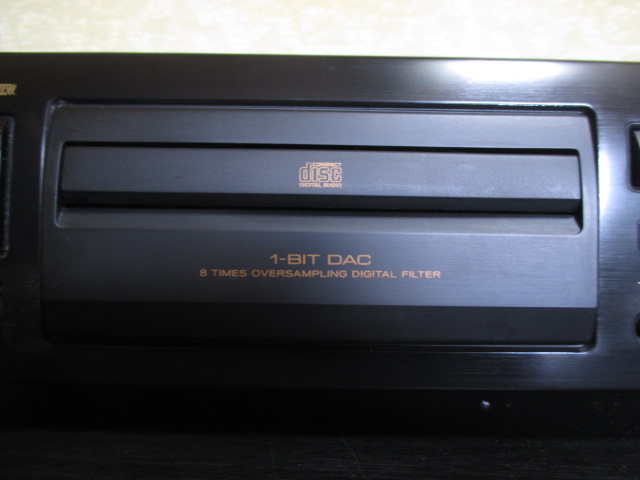 COMPACT
disc
DIGITAL AUDIO
1-BIT DAC
8 TIMES OVERSAMPLING DIGITAL FILTER